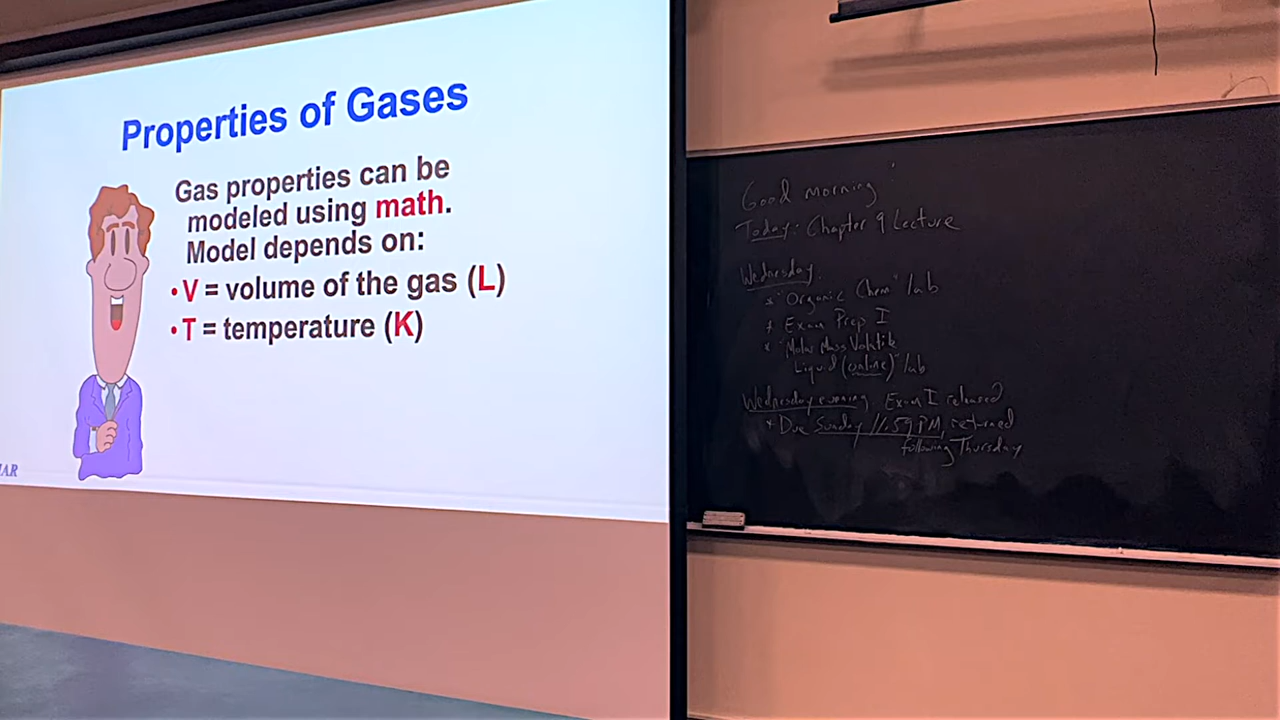 Properties of Gases
Gas properties can be
modeled using math.
Model depends on:
• V = volume of the gas (L)
• T = temperature (K)
MAR
Good morning
Today: Chapter 9 Lecture
Wednesday.
* "Organic Chem" lab
* Exam Prep I
* "Molar Mass Volatile
Liquid (online)" lab
Wednesday evening Exam I released
* Due Sunday 11:59 PM, returned
following Thursday